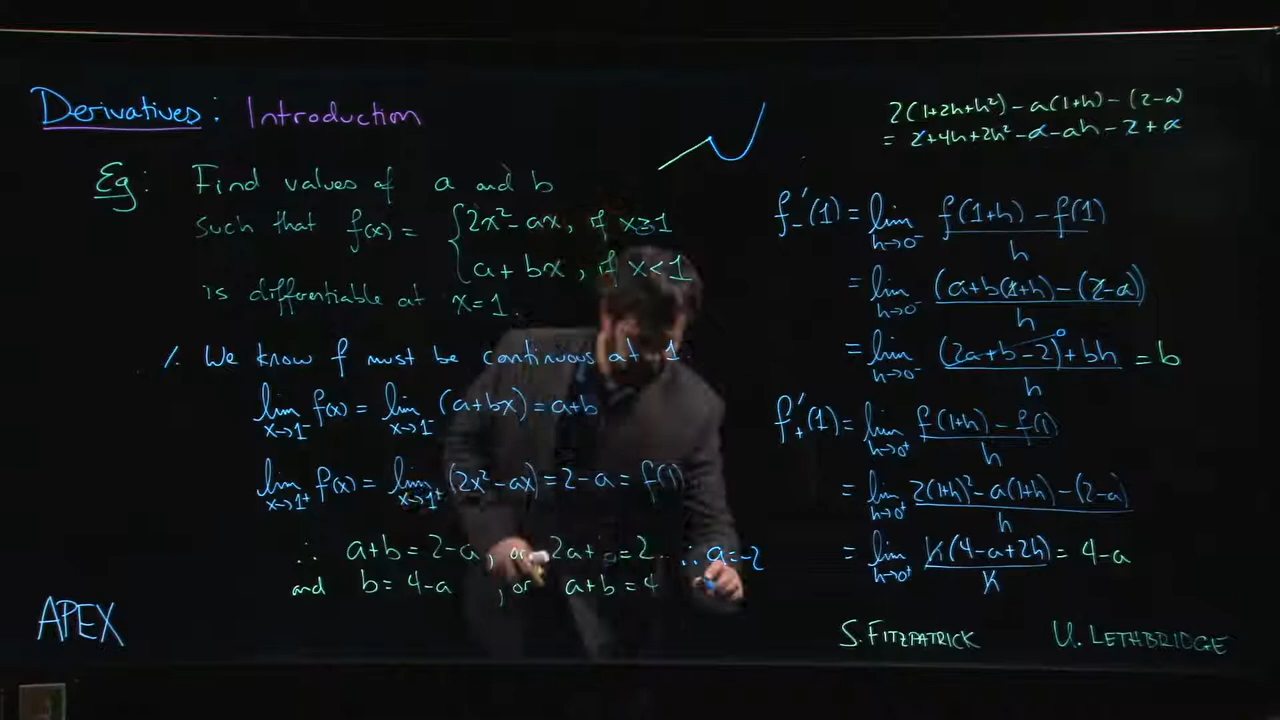 Derivatives: Introduction
Eg: Find values of a and b
such that f(x) = { 2x² - ax, if x≥1
a + bx, if x<1
is differentiable at x=1.
We know f must be continuous at 1.
lim x→1⁻ f(x) = lim x→1⁻ (a+bx) = a+b
lim x→1⁺ f(x) = lim x→1⁺ (2x²-ax) = 2-a = f(1)
∴ a+b = 2-a, or 2a+ =2 ∴ a=-2
and b = 4-a, or a+b = 4
APEX
2(1+2h+h²) - a(1+h) - (2-a)
= 2+4h+2h² - a - ah - 2 + a
f₋'(1) = lim h→0⁻ (f(1+h) - f(1))/h
= lim h→0⁻ ((a+b(1+h) - (2-a))/h
= lim h→0⁻ ((2a+b-2)⁰ + bh)/h = b
f₊'(1) = lim h→0⁺ (f(1+h) - f(1))/h
= lim h→0⁺ (2(1+h)² - a(1+h) - (2-a))/h
= lim h→0⁺ h(4-a+2h)/h = 4-a
S. FITZPATRICK U. LETHBRIDGE